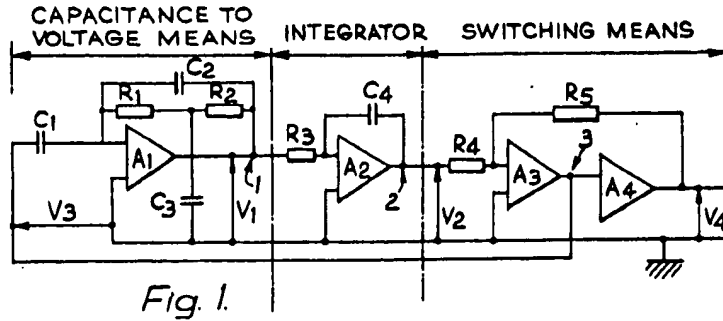 CAPACITANCE TO
VOLTAGE MEANS
INTEGRATOR
SWITCHING MEANS
C2
R1
R2
C4
R5
C1
A1
R3
A2
R4
3
A3
A4
C3
1
V3
V1
2
V2
V4
Fig. 1.